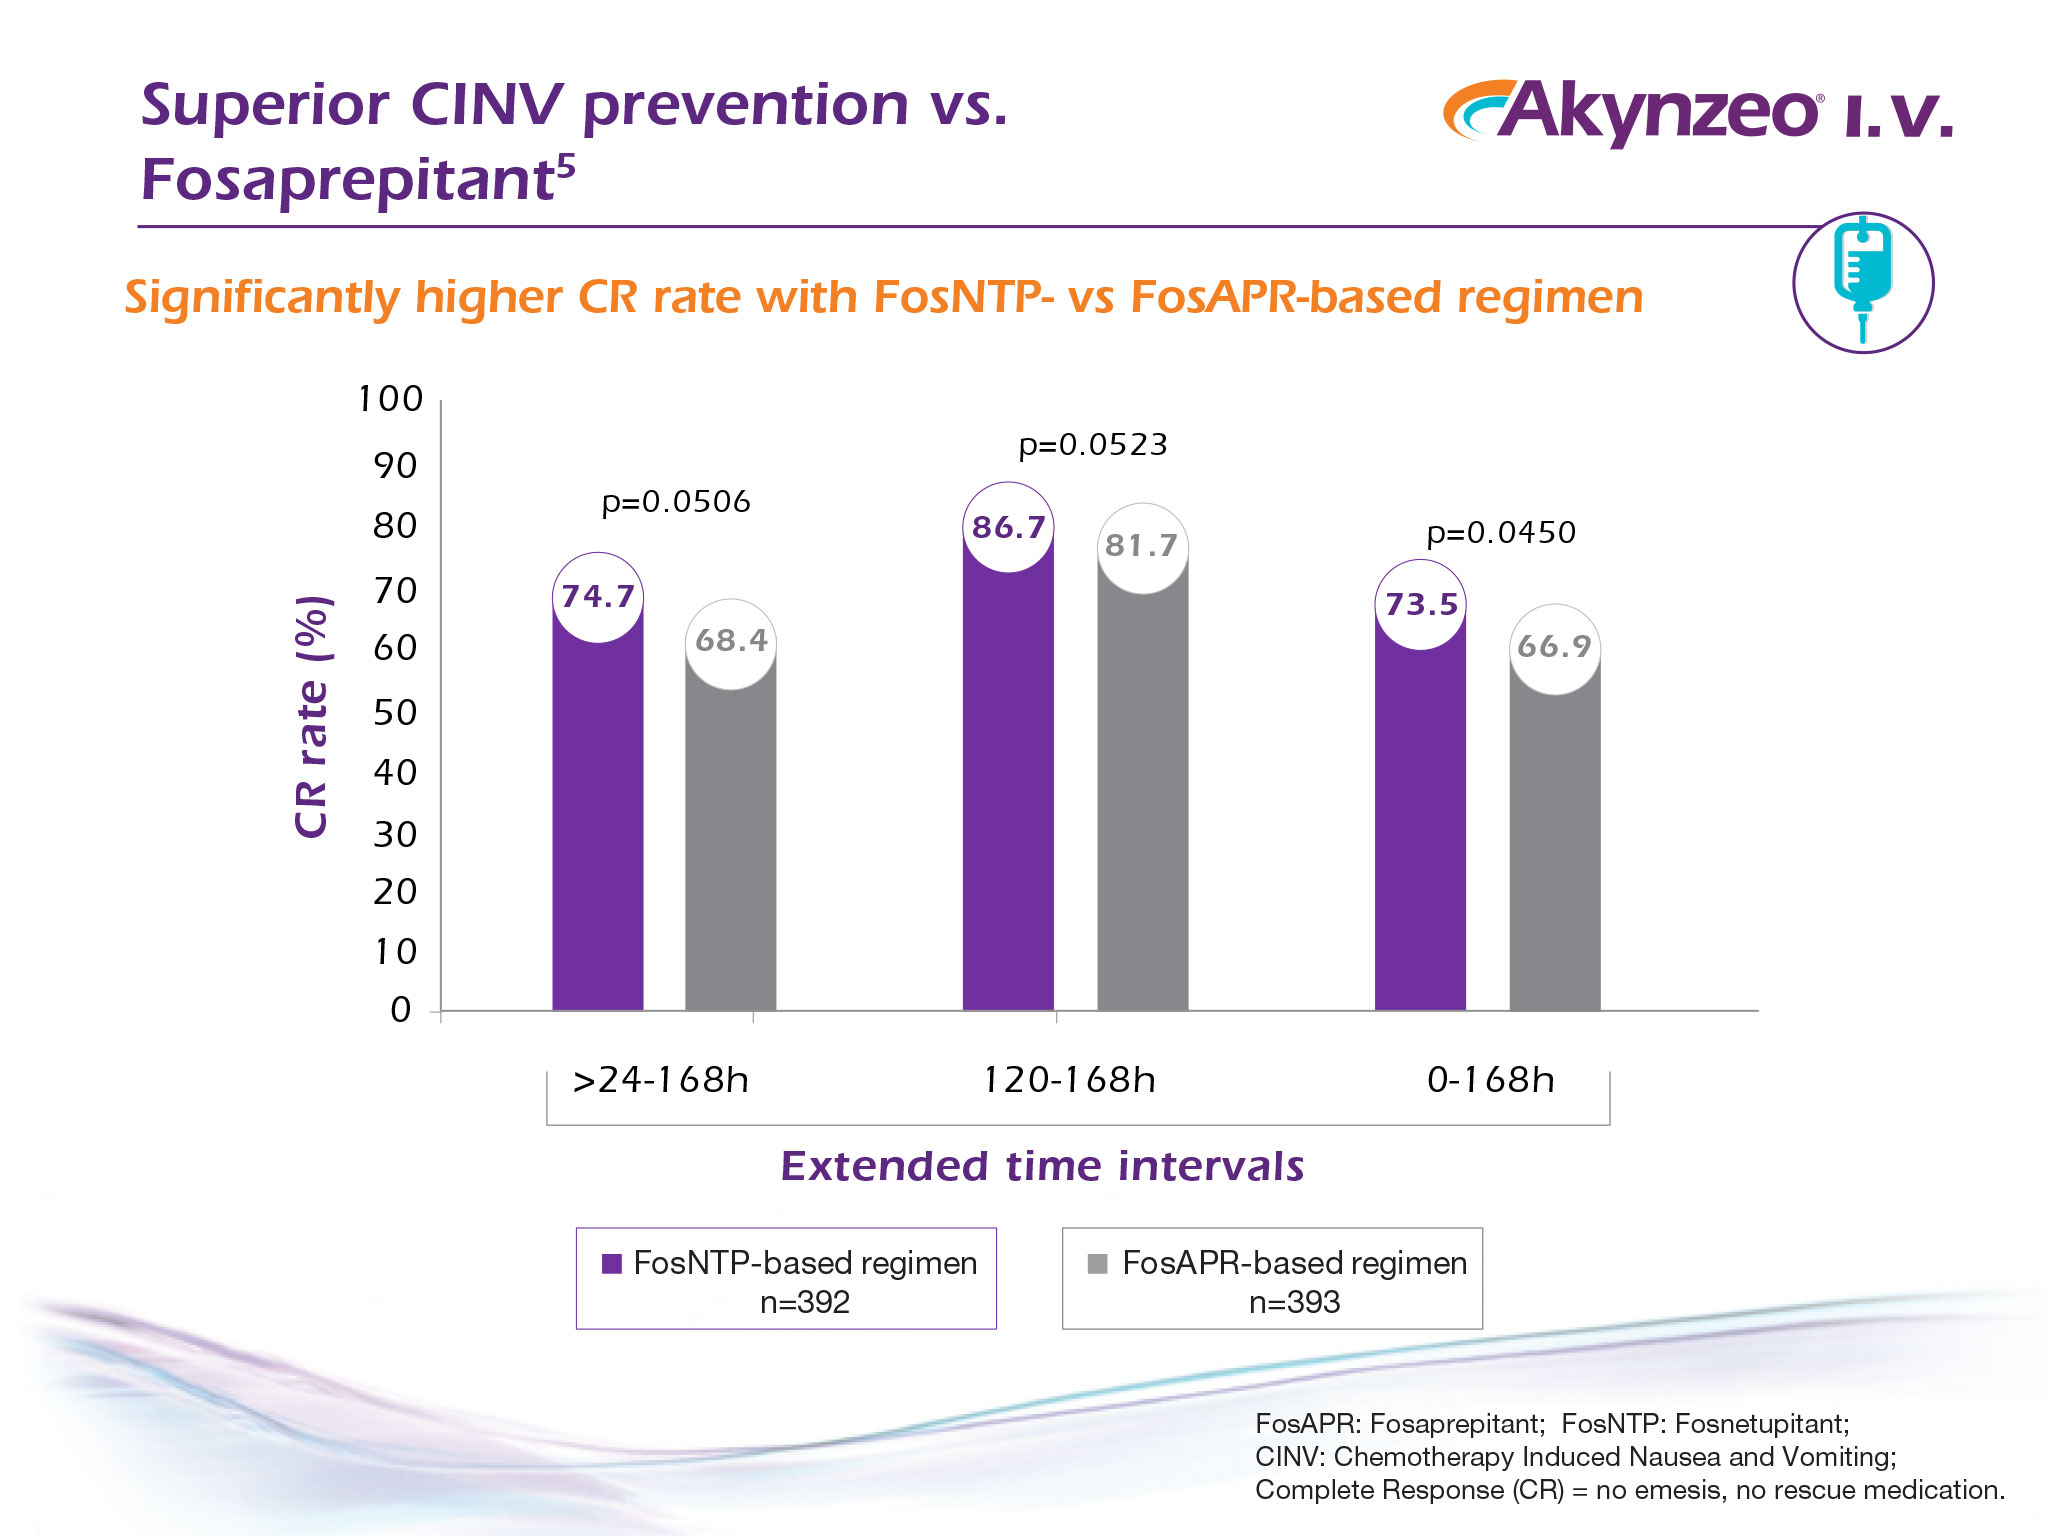 Superior CINV prevention vs.
Fosaprepitant⁵
Akynzeo® I.V.
Significantly higher CR rate with FosNTP- vs FosAPR-based regimen
CR rate (%)
100
90
80
70
60
50
40
30
20
10
0
p=0.0506
74.7
68.4
p=0.0523
86.7
81.7
p=0.0450
73.5
66.9
>24-168h 120-168h 0-168h
Extended time intervals
FosNTP-based regimen
n=392
FosAPR-based regimen
n=393
FosAPR: Fosaprepitant; FosNTP: Fosnetupitant;
CINV: Chemotherapy Induced Nausea and Vomiting;
Complete Response (CR) = no emesis, no rescue medication.